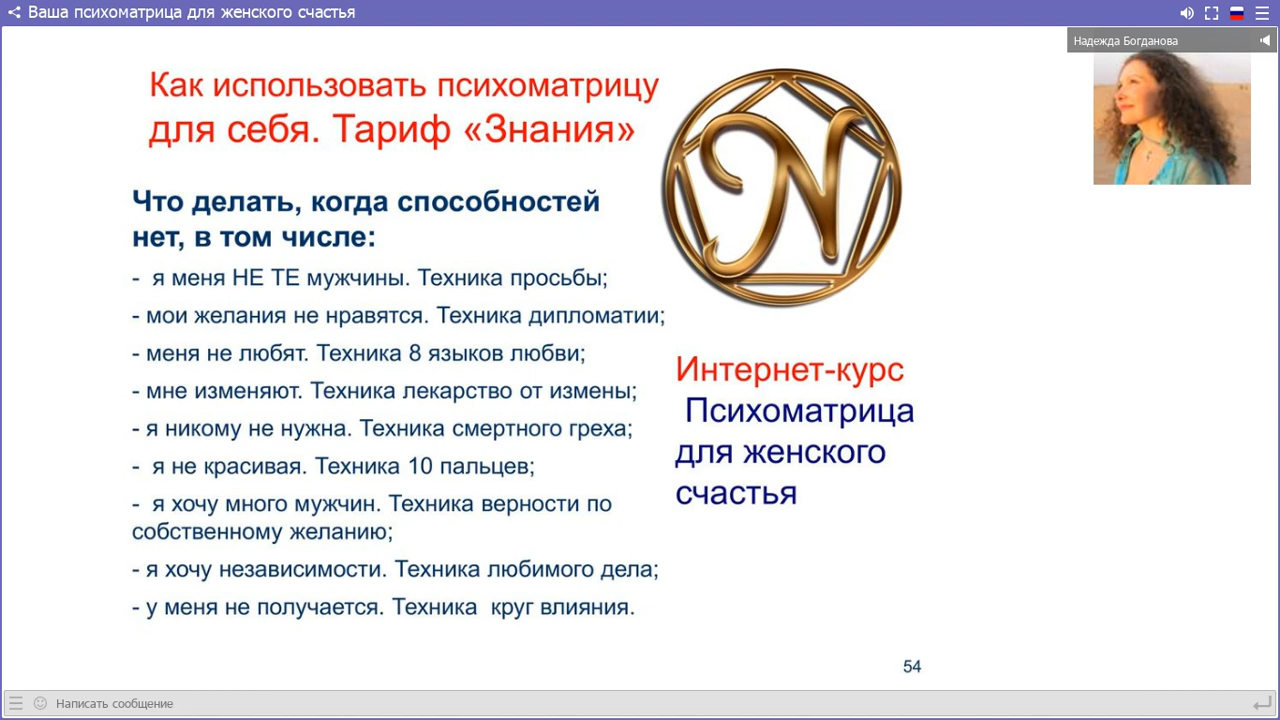 Ваша психоматрица для женского счастья
Надежда Богданова
Как использовать психоматрицу
для себя. Тариф «Знания»
Что делать, когда способностей
нет, в том числе:
- я меня НЕ ТЕ мужчины. Техника просьбы;
- мои желания не нравятся. Техника дипломатии;
- меня не любят. Техника 8 языков любви;
- мне изменяют. Техника лекарство от измены;
- я никому не нужна. Техника смертного греха;
- я не красивая. Техника 10 пальцев;
- я хочу много мужчин. Техника верности по
собственному желанию;
- я хочу независимости. Техника любимого дела;
- у меня не получается. Техника круг влияния.
N
Интернет-курс
Психоматрица
для женского
счастья
54
Написать сообщение